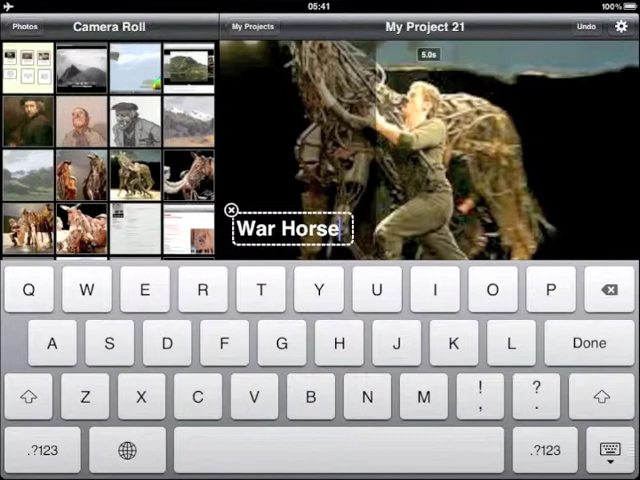 05:41
100%
Photos
Camera Roll
My Projects
My Project 21
Undo
5.0s
War Horse
Q W E R T Y U I O P
A S D F G H J K L Done
Z X C V B N M ! , ? .
.?123 .?123